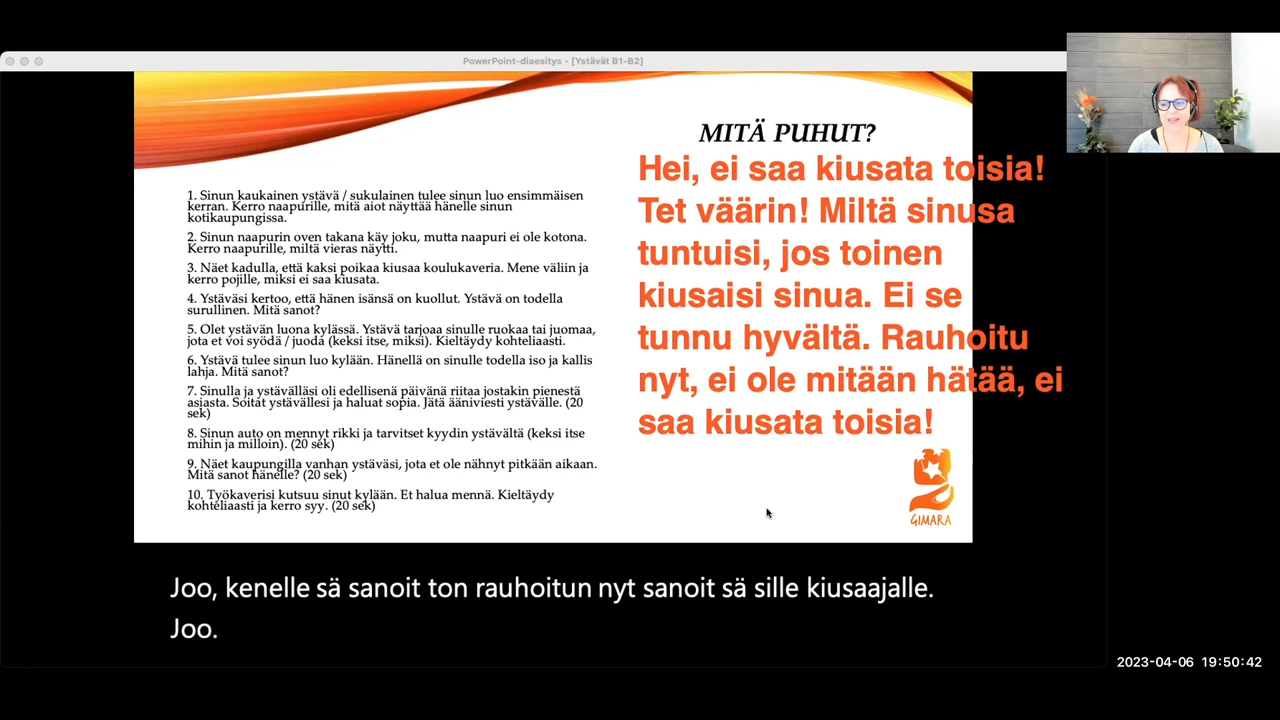 PowerPoint-diaesitys - [Ystävät B1-B2]
MITÄ PUHUT?
1. Sinun kaukainen ystävä / sukulainen tulee sinun luo ensimmäisen
kerran. Kerro naapurille, mitä aiot näyttää hänelle sinun
kotikaupungissa.
2. Sinun naapurin oven takana käy joku, mutta naapuri ei ole kotona.
Kerro naapurille, miltä vieras näytti.
3. Näet kadulla, että kaksi poikaa kiusaa koulukaveria. Mene väliin ja
kerro pojille, miksi ei saa kiusata.
4. Ystäväsi kertoo, että hänen isänsä on kuollut. Ystävä on todella
surullinen. Mitä sanot?
5. Olet ystävän luona kylässä. Ystävä tarjoaa sinulle ruokaa tai juomaa,
jota et voi syödä / juoda (keksi itse, miksi). Kieltäydy kohteliaasti.
6. Ystävä tulee sinun luo kylään. Hänellä on sinulle todella iso ja kallis
lahja. Mitä sanot?
7. Sinulla ja ystävälläsi oli edellisenä päivänä riitaa jostakin pienestä
asiasta. Soitat ystävällesi ja haluat sopia. Jätä ääniviesti ystävälle. (20
sek)
8. Sinun auto on mennyt rikki ja tarvitset kyydin ystävältä (keksi itse
mihin ja milloin). (20 sek)
9. Näet kaupungilla vanhan ystäväsi, jota et ole nähnyt pitkään aikaan.
Mitä sanot hänelle? (20 sek)
10. Työkaverisi kutsuu sinut kylään. Et halua mennä. Kieltäydy
kohteliaasti ja kerro syy. (20 sek)
Hei, ei saa kiusata toisia!
Tet väärin! Miltä sinusa
tuntuisi, jos toinen
kiusaisi sinua. Ei se
tunnu hyvältä. Rauhoitu
nyt, ei ole mitään hätää, ei
saa kiusata toisia!
GIMARA
Joo, kenelle sä sanoit ton rauhoitun nyt sanoit sä sille kiusaajalle.
Joo.
2023-04-06 19:50:42